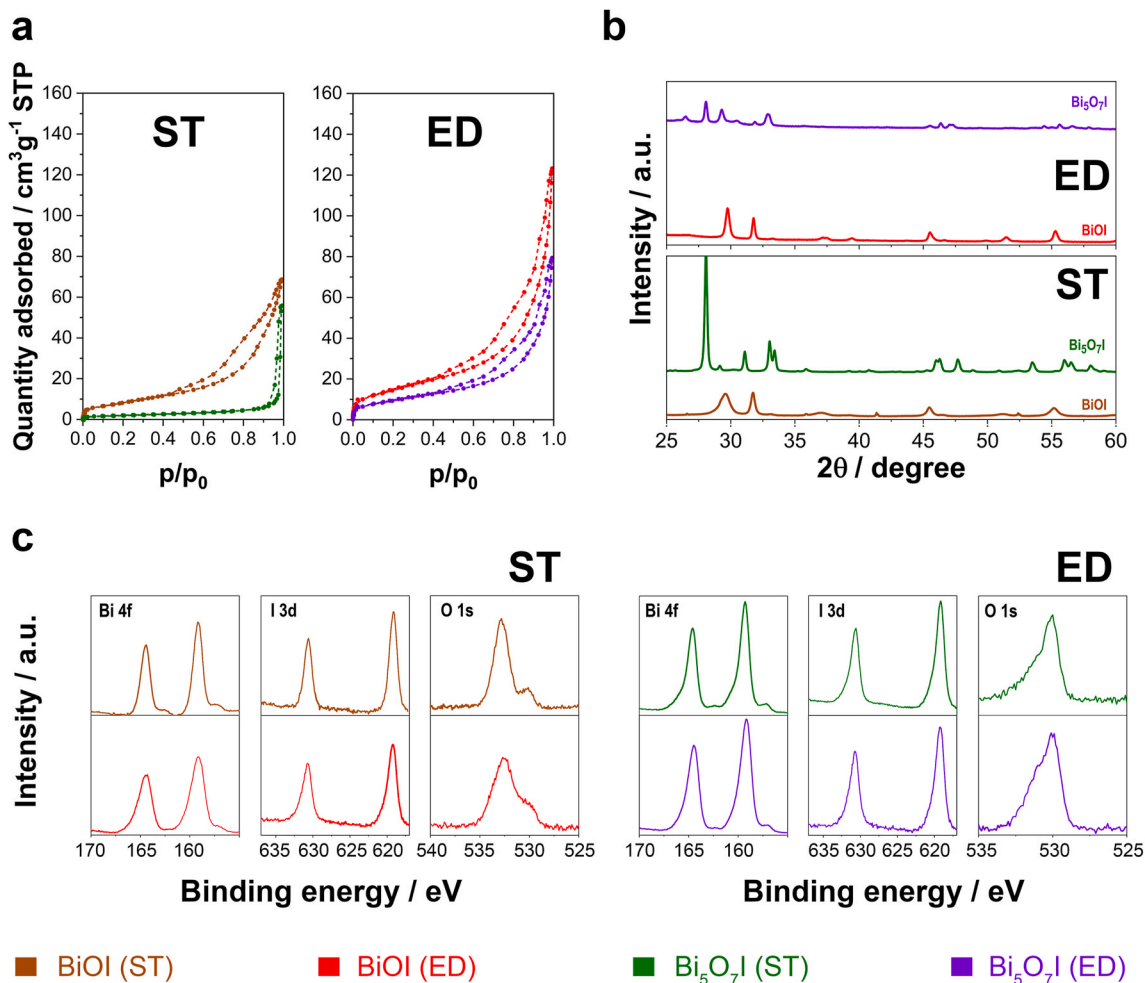 a
Quantity adsorbed / cm³g⁻¹ STP
160
140
120
100
80
60
40
20
0
ST
0.0 0.2 0.4 0.6 0.8 1.0
p/p₀
160
140
120
100
80
60
40
20
0
ED
0.0 0.2 0.4 0.6 0.8 1.0
p/p₀
b
Intensity / a.u.
Bi₅O₇I
ED
BiOI
ST
Bi₅O₇I
BiOI
25 30 35 40 45 50 55 60
2θ / degree
c
ST
ED
Intensity / a.u.
Intensity / a.u.
Bi 4f
I 3d
O 1s
Bi 4f
I 3d
O 1s
170 165 160
635 630 625 620
540 535 530 525
170 165 160
635 630 625 620
535 530 525
Binding energy / eV
Binding energy / eV
BiOI (ST)
BiOI (ED)
Bi₅O₇I (ST)
Bi₅O₇I (ED)